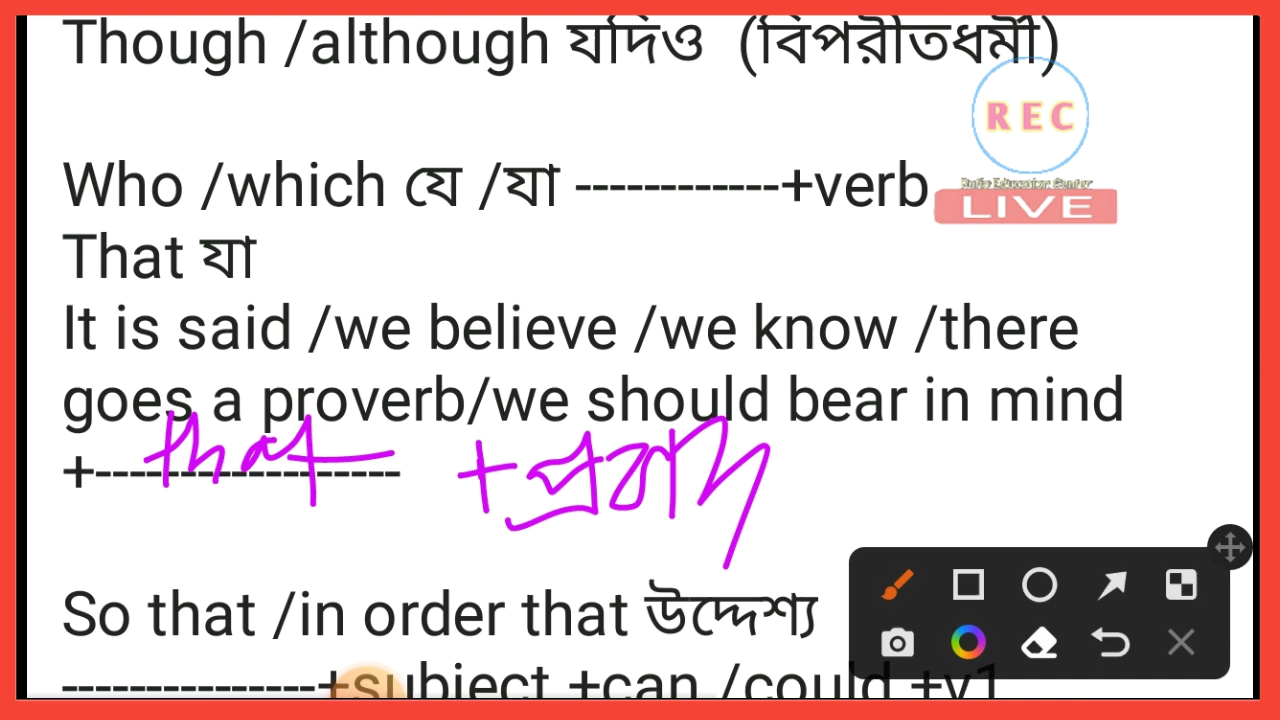 Though /although যদিও (বিপরীতধর্মী)
R E C
Who /which যে /যা ------------+verb
LIVE
That যা
It is said /we believe /we know /there
goes a proverb/we should bear in mind
+------------------
that + প্রবাদ
So that /in order that উদ্দেশ্য
---------------+subject +can /could +v1